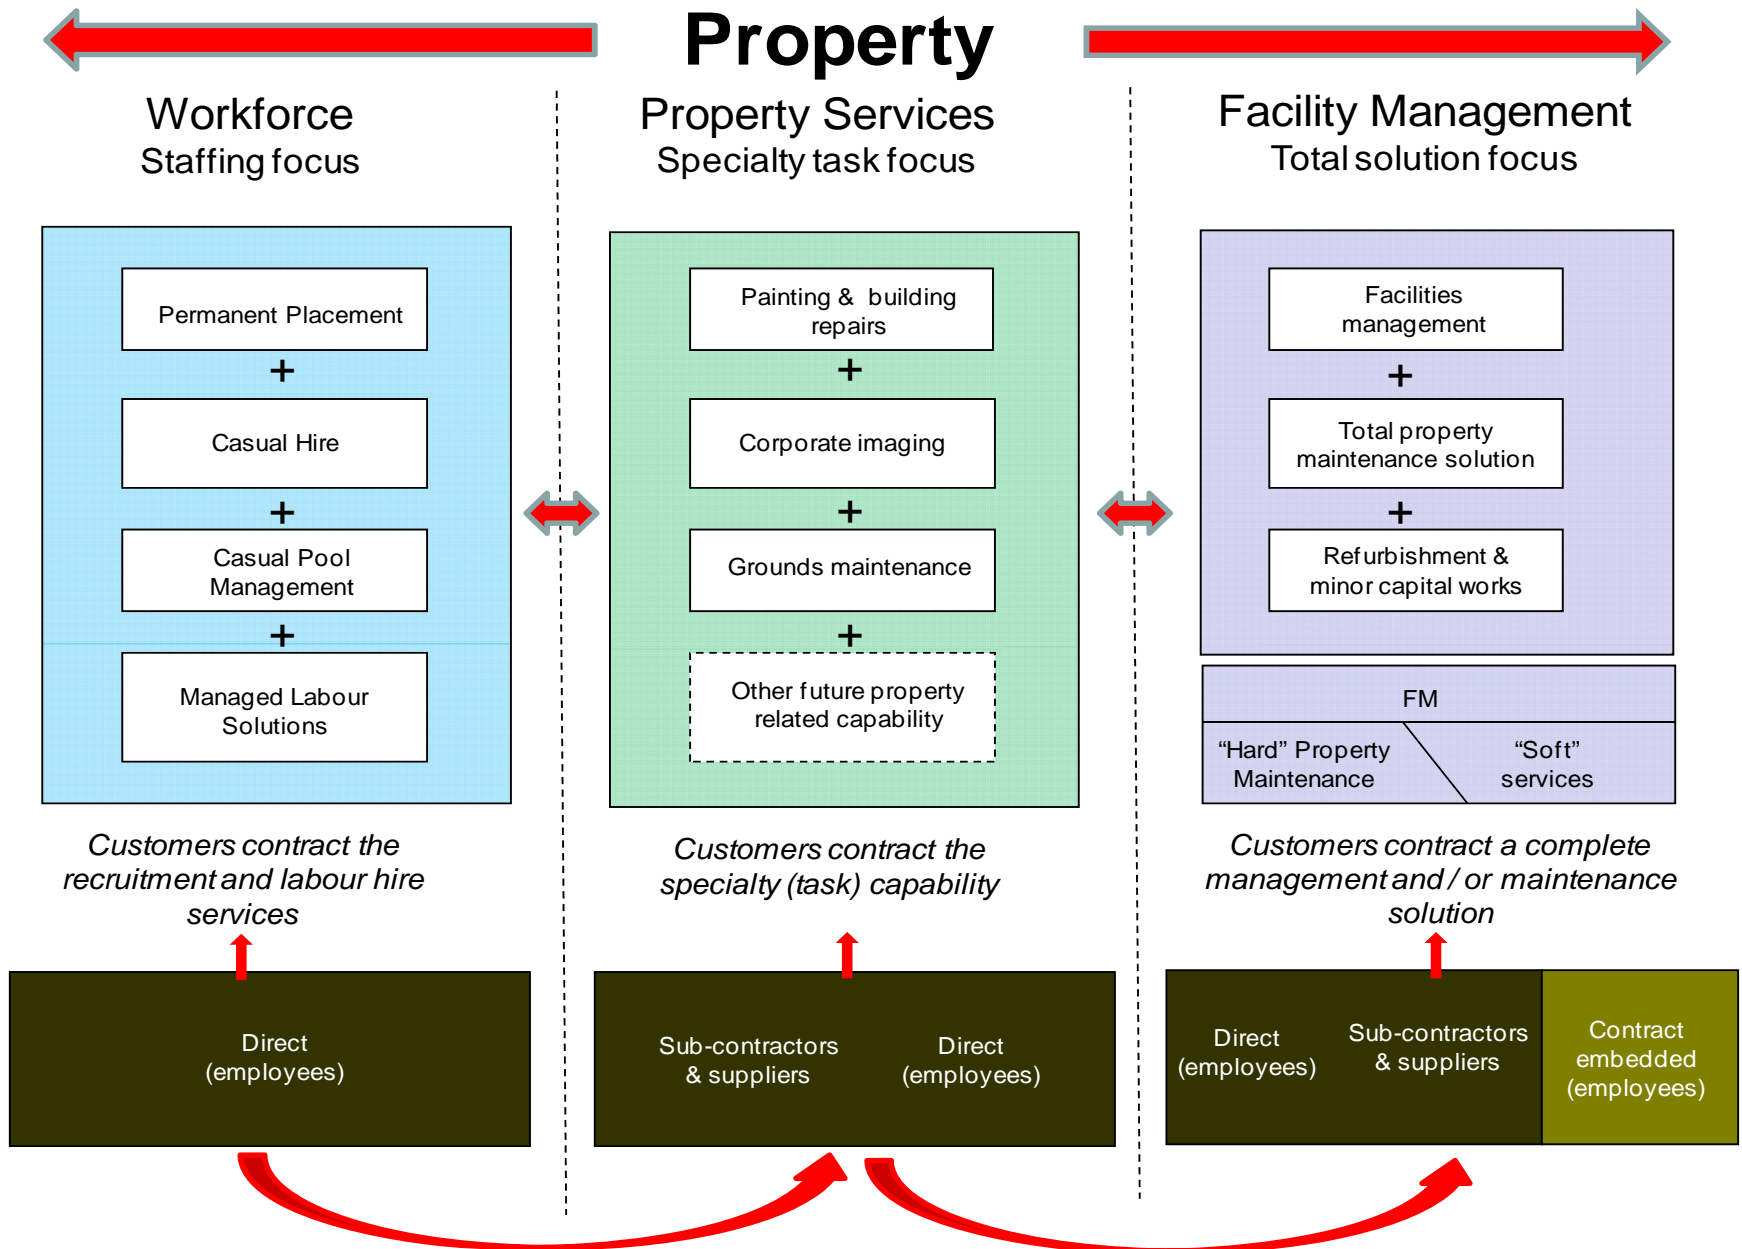 Property
Workforce
Staffing focus
Permanent Placement
+
Casual Hire
+
Casual Pool
Management
+
Managed Labour
Solutions
Customers contract the
recruitment and labour hire
services
Direct
(employees)
Property Services
Specialty task focus
Painting & building
repairs
+
Corporate imaging
+
Grounds maintenance
+
Other future property
related capability
Customers contract the
specialty (task) capability
Sub-contractors
& suppliers
Direct
(employees)
Facility Management
Total solution focus
Facilities
management
+
Total property
maintenance solution
+
Refurbishment &
minor capital works
FM
“Hard” Property
Maintenance
“Soft”
services
Customers contract a complete
management and / or maintenance
solution
Direct
(employees)
Sub-contractors
& suppliers
Contract
embedded
(employees)